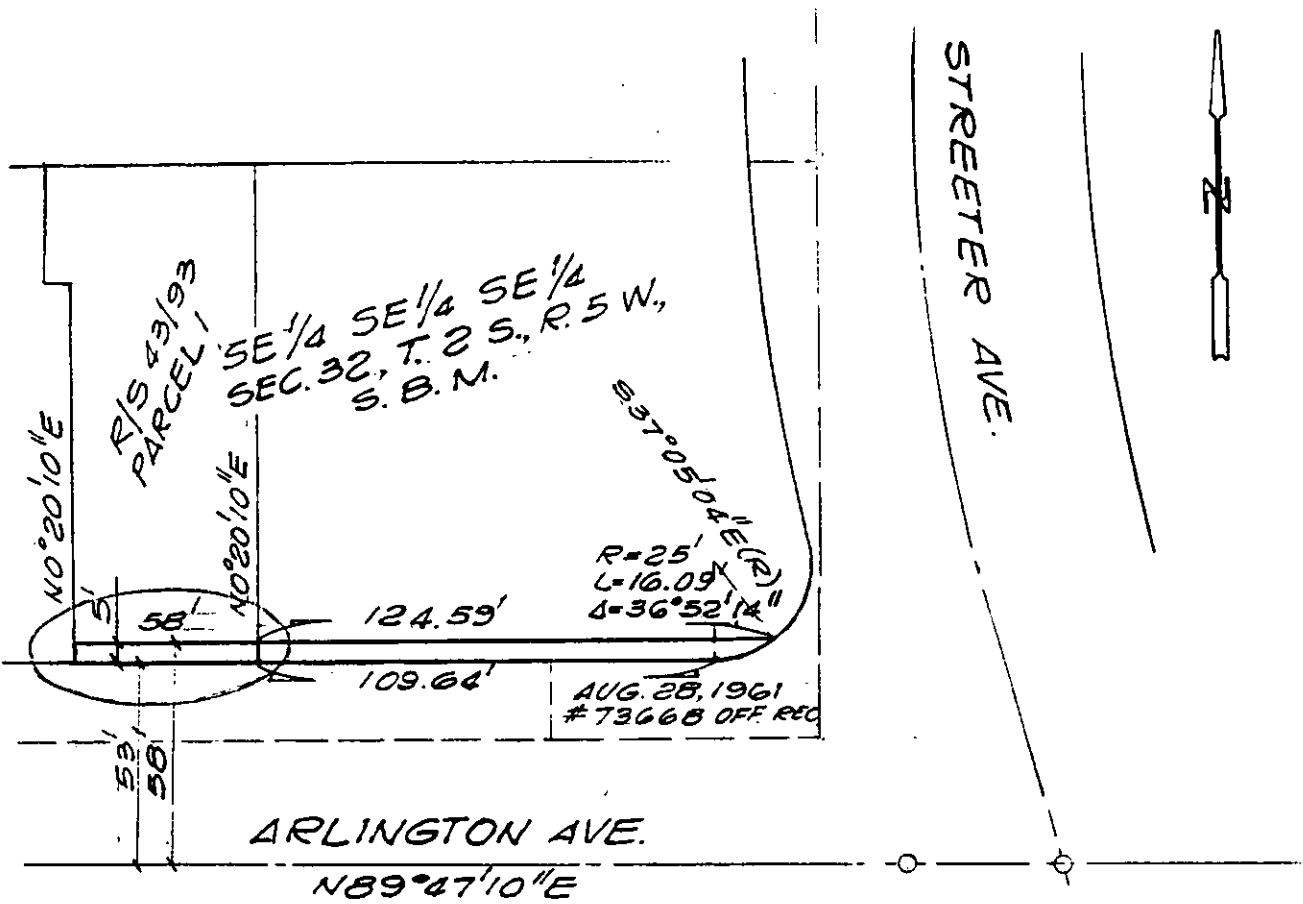 STREETER AVE.
N
R/S 43/93
PARCEL 1
SE 1/4 SE 1/4 SE 1/4
SEC. 32, T. 2 S., R. 5 W.,
S. B. M.
N0°20'10"E
N0°20'10"E
S37°05'04"E (R)
R=25'
L=16.09'
Δ=36°52'14"
5'
58'
124.59'
109.64'
AUG. 28, 1961
#73668 OFF. REC
53'
58'
ARLINGTON AVE.
N89°47'10"E